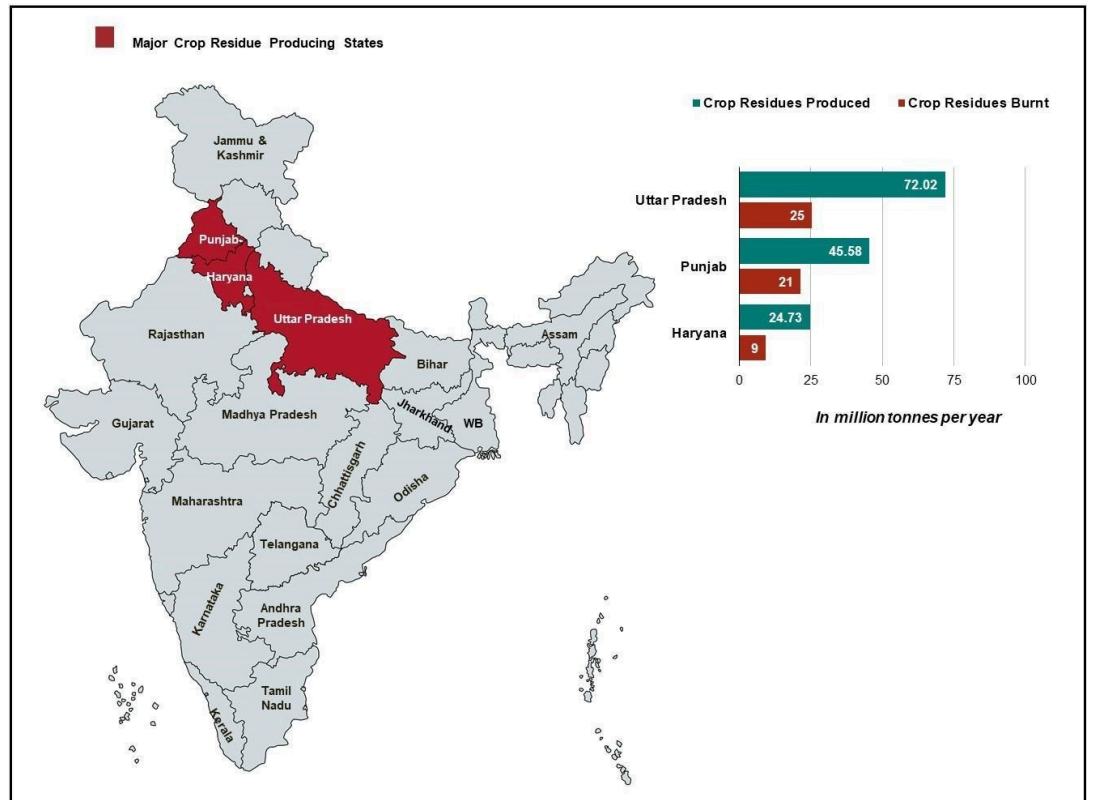 Major Crop Residue Producing States
Crop Residues Produced
Crop Residues Burnt
Jammu &
Kashmir
Punjab
Haryana
Uttar Pradesh
Rajasthan
Bihar
Assam
Gujarat
Madhya Pradesh
Jharkhand
WB
Chhattisgarh
Odisha
Maharashtra
Telangana
Karnataka
Andhra
Pradesh
Tamil
Nadu
Kerala
Uttar Pradesh
72.02
25
Punjab
45.58
21
Haryana
24.73
9
0 25 50 75 100
In million tonnes per year